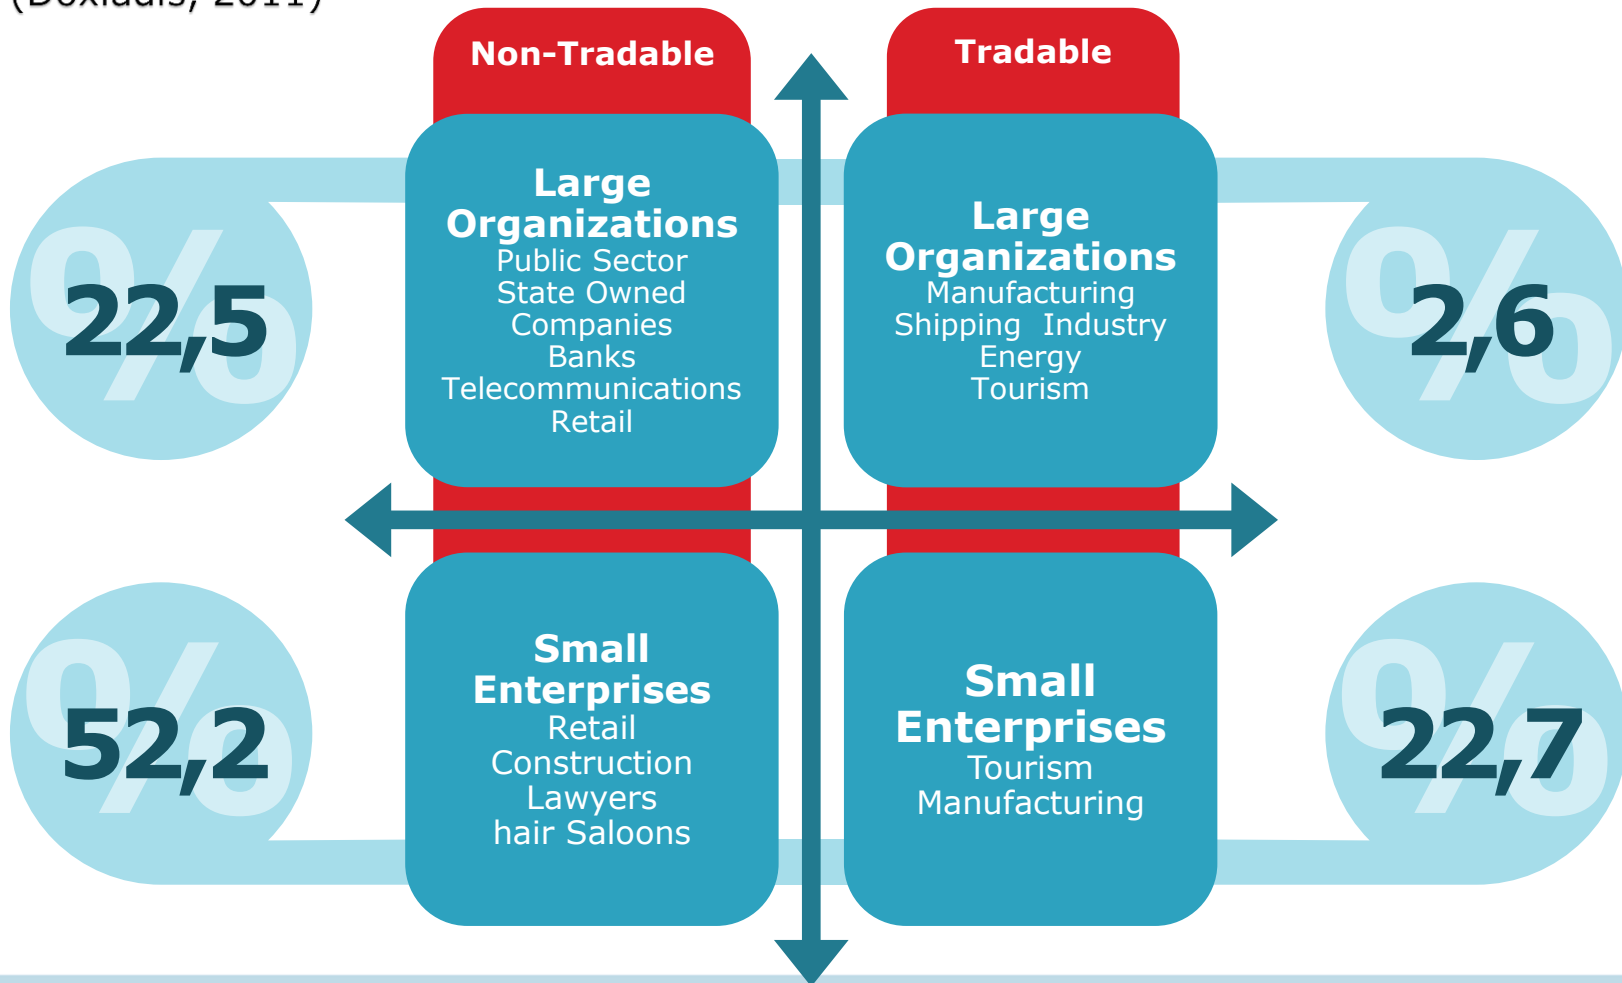 (Doxiadis, 2011)
Non-Tradable
Tradable
Large
Organizations
Public Sector
State Owned
Companies
Banks
Telecommunications
Retail
Large
Organizations
Manufacturing
Shipping Industry
Energy
Tourism
%
22,5
%
2,6
Small
Enterprises
Retail
Construction
Lawyers
hair Saloons
Small
Enterprises
Tourism
Manufacturing
%
52,2
%
22,7